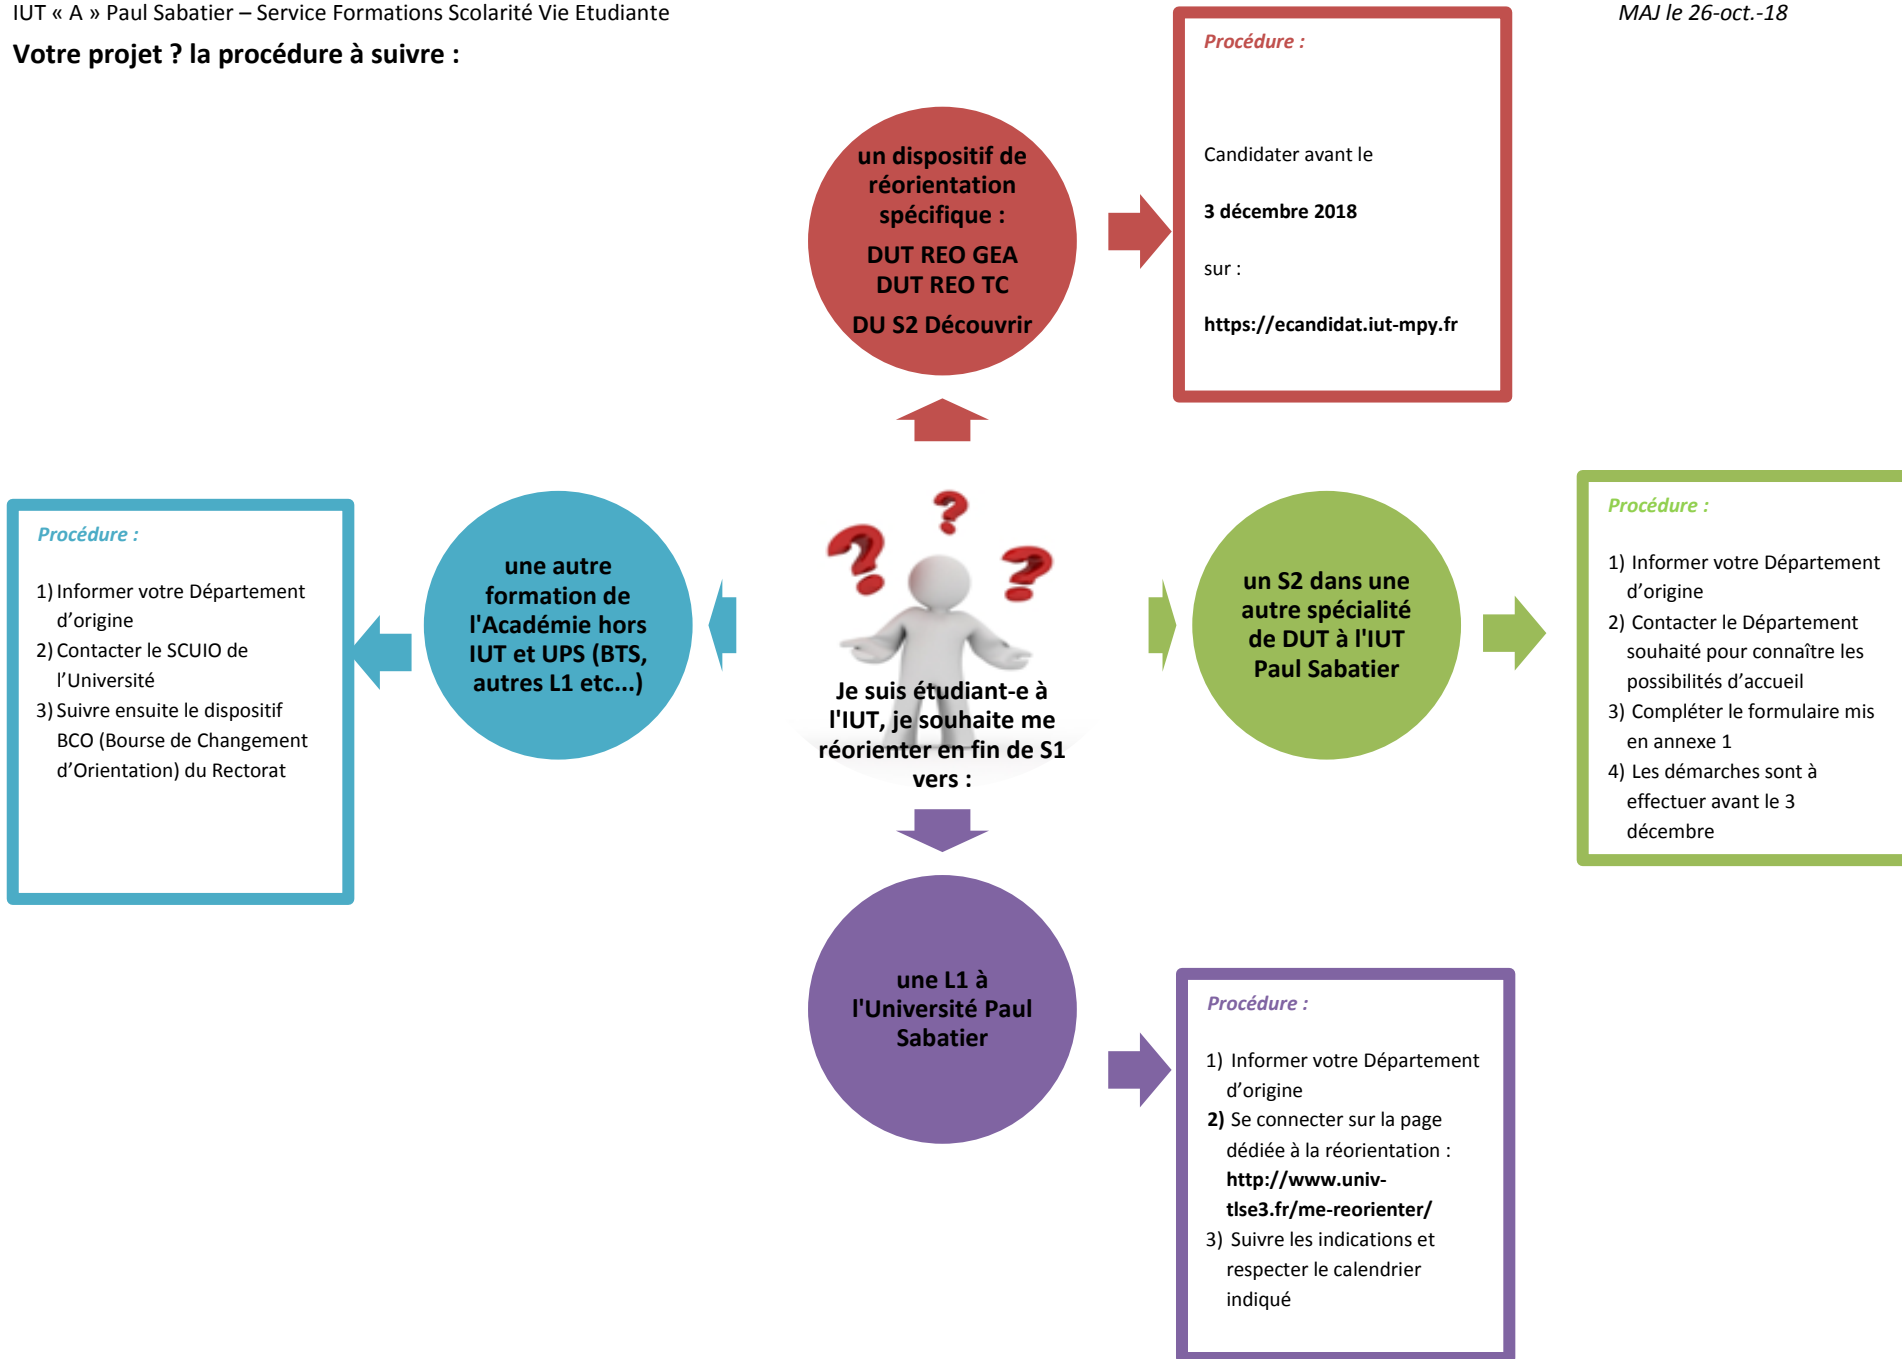 IUT « A » Paul Sabatier – Service Formations Scolarité Vie Etudiante
MAJ le 26-oct.-18
Votre projet ? la procédure à suivre :
un dispositif de
réorientation
spécifique :
DUT REO GEA
DUT REO TC
DU S2 Découvrir
Procédure :
Candidater avant le
3 décembre 2018
sur :
https://ecandidat.iut-mpy.fr
Procédure :
1) Informer votre Département
d’origine
2) Contacter le SCUIO de
l’Université
3) Suivre ensuite le dispositif
BCO (Bourse de Changement
d’Orientation) du Rectorat
une autre
formation de
l'Académie hors
IUT et UPS (BTS,
autres L1 etc...)
Je suis étudiant-e à
l'IUT, je souhaite me
réorienter en fin de S1
vers :
un S2 dans une
autre spécialité
de DUT à l'IUT
Paul Sabatier
Procédure :
1) Informer votre Département
d’origine
2) Contacter le Département
souhaité pour connaître les
possibilités d’accueil
3) Compléter le formulaire mis
en annexe 1
4) Les démarches sont à
effectuer avant le 3
décembre
une L1 à
l'Université Paul
Sabatier
Procédure :
1) Informer votre Département
d’origine
2) Se connecter sur la page
dédiée à la réorientation :
http://www.univ-
tlse3.fr/me-reorienter/
3) Suivre les indications et
respecter le calendrier
indiqué